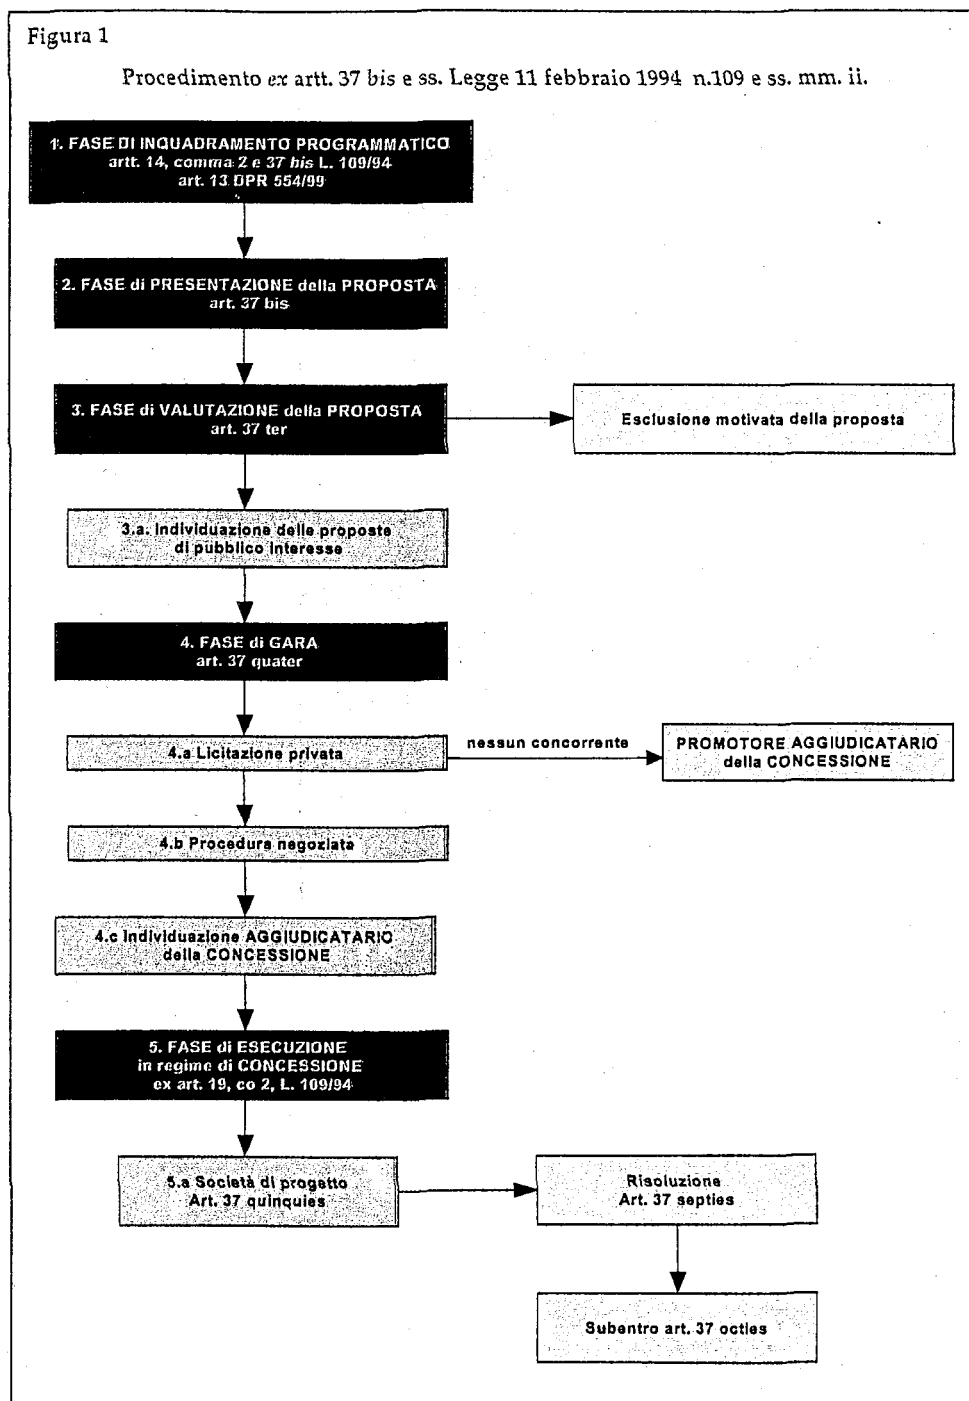 Figura 1
Procedimento ex artt. 37 bis e ss. Legge 11 febbraio 1994 n.109 e ss. mm. ii.
1. FASE DI INQUADRAMENTO PROGRAMMATICO
artt. 14, comma 2 e 37 bis L. 109/94
art. 13 DPR 554/99
2. FASE di PRESENTAZIONE della PROPOSTA
art. 37 bis
3. FASE di VALUTAZIONE della PROPOSTA
art. 37 ter
Esclusione motivata della proposta
3.a. Individuazione delle proposte
di pubblico interesse
4. FASE di GARA
art. 37 quater
4.a Licitazione privata
nessun concorrente
PROMOTORE AGGIUDICATARIO
della CONCESSIONE
4.b Procedura negoziata
4.c Individuazione AGGIUDICATARIO
della CONCESSIONE
5. FASE di ESECUZIONE
in regime di CONCESSIONE
ex art. 19, co 2, L. 109/94
5.a Società di progetto
Art. 37 quinquies
Risoluzione
Art. 37 septies
Subentro art. 37 octies